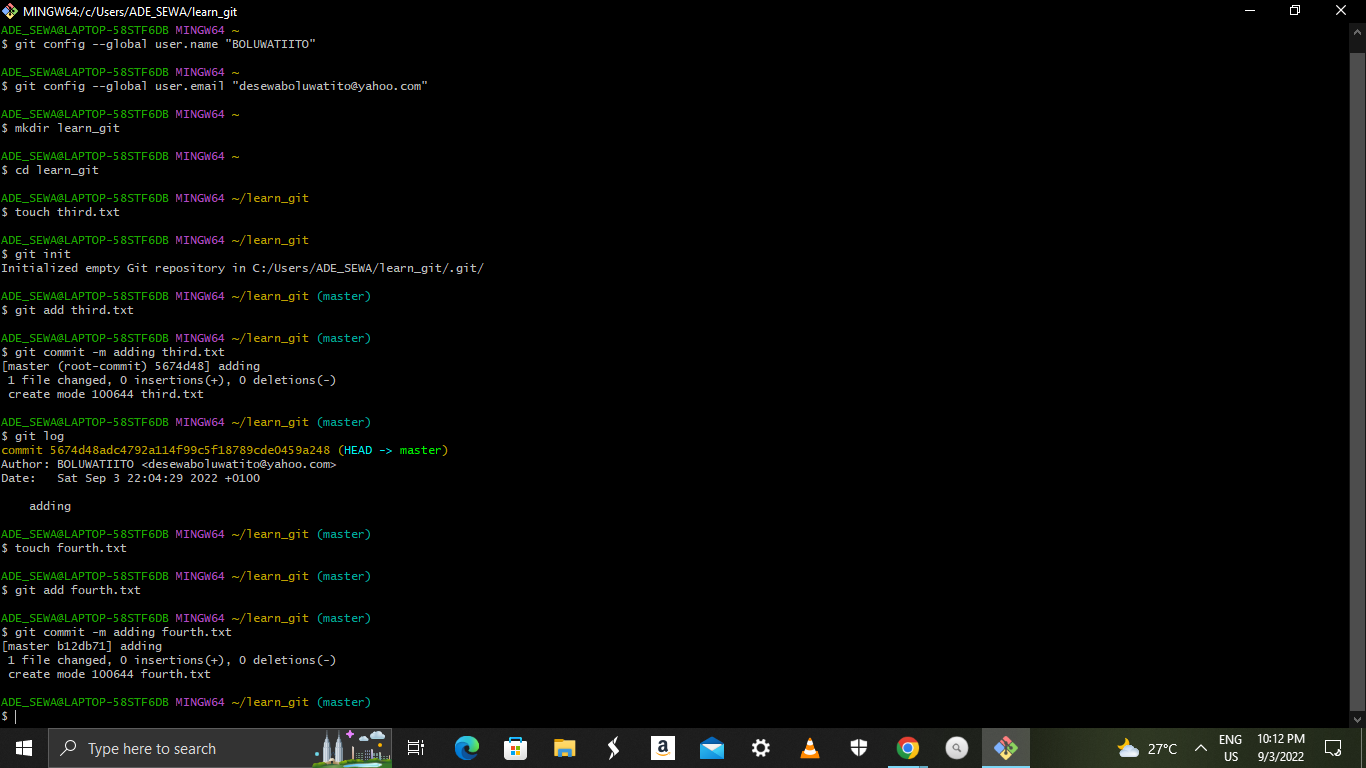 MINGW64:/c/Users/ADE_SEWA/learn_git
ADE_SEWA@LAPTOP-58STF6DB MINGW64 ~
$ git config --global user.name "BOLUWATIITO"
ADE_SEWA@LAPTOP-58STF6DB MINGW64 ~
$ git config --global user.email "desewaboluwatito@yahoo.com"
ADE_SEWA@LAPTOP-58STF6DB MINGW64 ~
$ mkdir learn_git
ADE_SEWA@LAPTOP-58STF6DB MINGW64 ~
$ cd learn_git
ADE_SEWA@LAPTOP-58STF6DB MINGW64 ~/learn_git
$ touch third.txt
ADE_SEWA@LAPTOP-58STF6DB MINGW64 ~/learn_git
$ git init
Initialized empty Git repository in C:/Users/ADE_SEWA/learn_git/.git/
ADE_SEWA@LAPTOP-58STF6DB MINGW64 ~/learn_git (master)
$ git add third.txt
ADE_SEWA@LAPTOP-58STF6DB MINGW64 ~/learn_git (master)
$ git commit -m adding third.txt
[master (root-commit) 5674d48] adding
 1 file changed, 0 insertions(+), 0 deletions(-)
 create mode 100644 third.txt
ADE_SEWA@LAPTOP-58STF6DB MINGW64 ~/learn_git (master)
$ git log
commit 5674d48adc4792a114f99c5f18789cde0459a248 (HEAD -> master)
Author: BOLUWATIITO <desewaboluwatito@yahoo.com>
Date:   Sat Sep 3 22:04:29 2022 +0100
    adding
ADE_SEWA@LAPTOP-58STF6DB MINGW64 ~/learn_git (master)
$ touch fourth.txt
ADE_SEWA@LAPTOP-58STF6DB MINGW64 ~/learn_git (master)
$ git add fourth.txt
ADE_SEWA@LAPTOP-58STF6DB MINGW64 ~/learn_git (master)
$ git commit -m adding fourth.txt
[master b12db71] adding
 1 file changed, 0 insertions(+), 0 deletions(-)
 create mode 100644 fourth.txt
ADE_SEWA@LAPTOP-58STF6DB MINGW64 ~/learn_git (master)
$
Type here to search
a
27°C
ENG
US
10:12 PM
9/3/2022